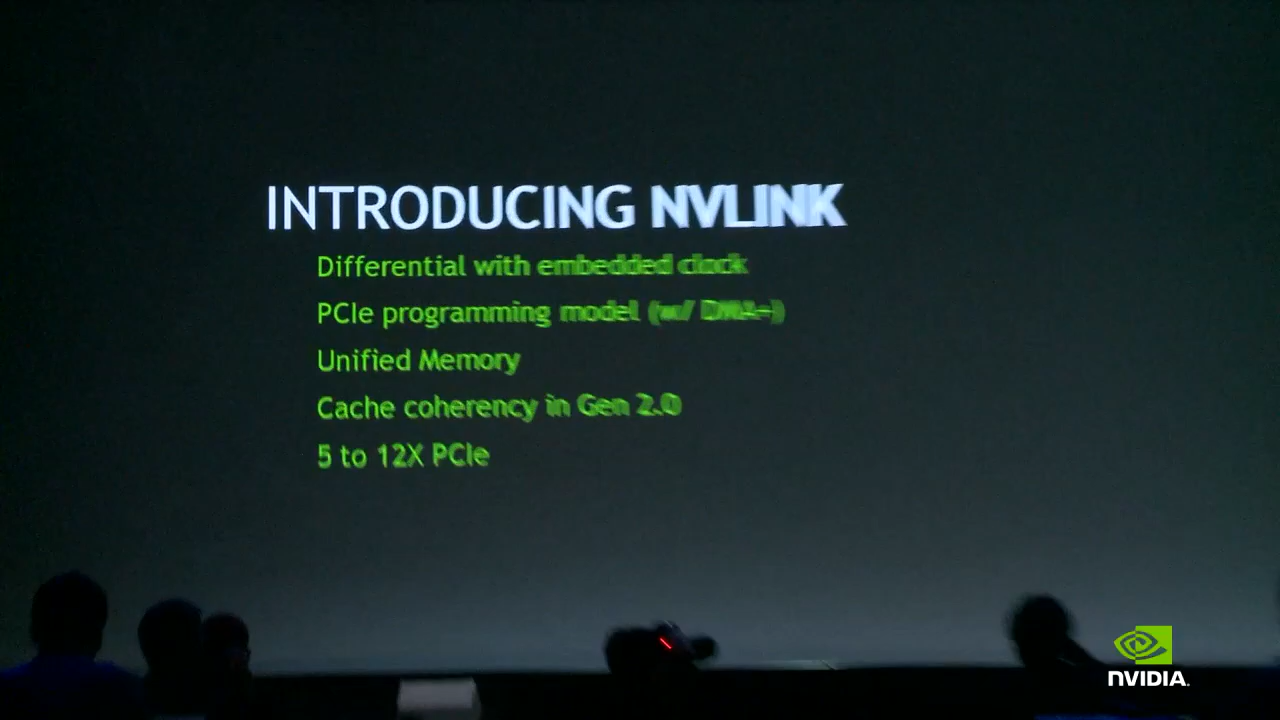 INTRODUCING NVLINK
Differential with embedded clock
PCIe programming model (w/ DMA+)
Unified Memory
Cache coherency in Gen 2.0
5 to 12X PCIe
NVIDIA.